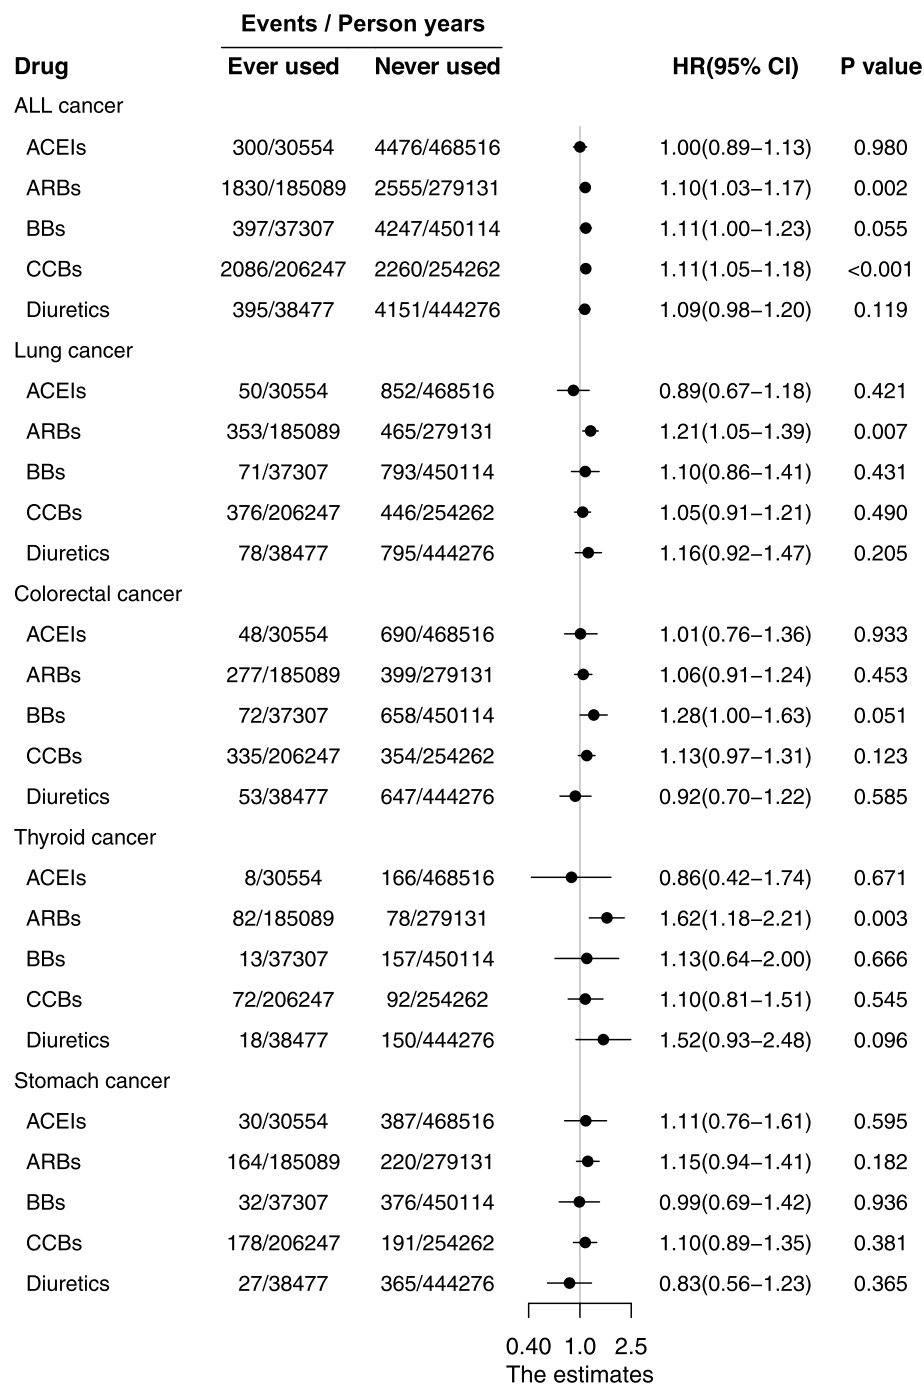 Events / Person years
Drug Ever used Never used HR(95% CI) P value
ALL cancer
ACEIs 300/30554 4476/468516 1.00(0.89−1.13) 0.980
ARBs 1830/185089 2555/279131 1.10(1.03−1.17) 0.002
BBs 397/37307 4247/450114 1.11(1.00−1.23) 0.055
CCBs 2086/206247 2260/254262 1.11(1.05−1.18) <0.001
Diuretics 395/38477 4151/444276 1.09(0.98−1.20) 0.119
Lung cancer
ACEIs 50/30554 852/468516 0.89(0.67−1.18) 0.421
ARBs 353/185089 465/279131 1.21(1.05−1.39) 0.007
BBs 71/37307 793/450114 1.10(0.86−1.41) 0.431
CCBs 376/206247 446/254262 1.05(0.91−1.21) 0.490
Diuretics 78/38477 795/444276 1.16(0.92−1.47) 0.205
Colorectal cancer
ACEIs 48/30554 690/468516 1.01(0.76−1.36) 0.933
ARBs 277/185089 399/279131 1.06(0.91−1.24) 0.453
BBs 72/37307 658/450114 1.28(1.00−1.63) 0.051
CCBs 335/206247 354/254262 1.13(0.97−1.31) 0.123
Diuretics 53/38477 647/444276 0.92(0.70−1.22) 0.585
Thyroid cancer
ACEIs 8/30554 166/468516 0.86(0.42−1.74) 0.671
ARBs 82/185089 78/279131 1.62(1.18−2.21) 0.003
BBs 13/37307 157/450114 1.13(0.64−2.00) 0.666
CCBs 72/206247 92/254262 1.10(0.81−1.51) 0.545
Diuretics 18/38477 150/444276 1.52(0.93−2.48) 0.096
Stomach cancer
ACEIs 30/30554 387/468516 1.11(0.76−1.61) 0.595
ARBs 164/185089 220/279131 1.15(0.94−1.41) 0.182
BBs 32/37307 376/450114 0.99(0.69−1.42) 0.936
CCBs 178/206247 191/254262 1.10(0.89−1.35) 0.381
Diuretics 27/38477 365/444276 0.83(0.56−1.23) 0.365
0.40 1.0 2.5
The estimates